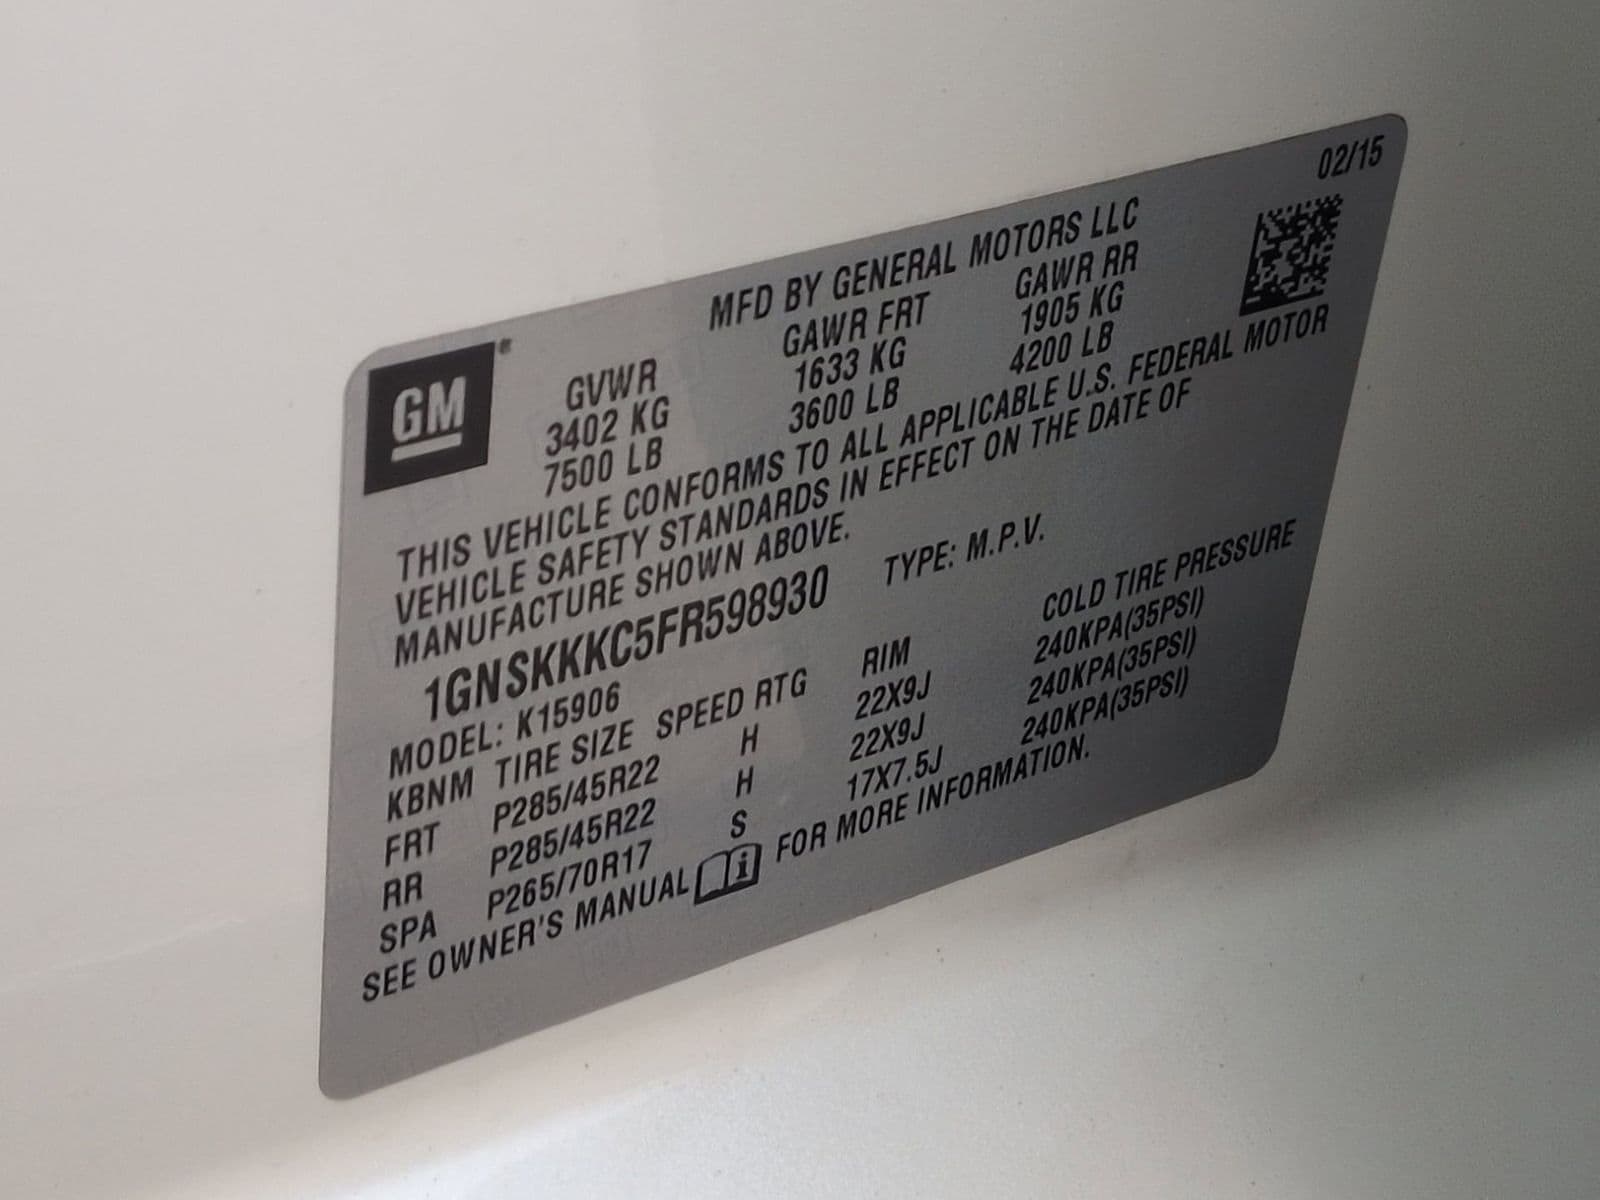 02/15
MFD BY GENERAL MOTORS LLC
GM
GVWR GAWR FRT GAWR RR
3402 KG 1633 KG 1905 KG
7500 LB 3600 LB 4200 LB
THIS VEHICLE CONFORMS TO ALL APPLICABLE U.S. FEDERAL MOTOR
VEHICLE SAFETY STANDARDS IN EFFECT ON THE DATE OF
MANUFACTURE SHOWN ABOVE.
1GNSKKKC5FR598930 TYPE: M.P.V.
MODEL: K15906
KBNM TIRE SIZE SPEED RTG RIM COLD TIRE PRESSURE
FRT P285/45R22 H 22X9J 240KPA(35PSI)
RR P285/45R22 H 22X9J 240KPA(35PSI)
SPA P265/70R17 S 17X7.5J 240KPA(35PSI)
SEE OWNER'S MANUAL i FOR MORE INFORMATION.